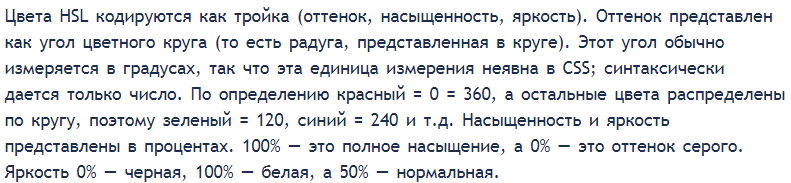 Цвета HSL кодируются как тройка (оттенок, насыщенность, яркость). Оттенок представлен
как угол цветного круга (то есть радуга, представленная в круге). Этот угол обычно
измеряется в градусах, так что эта единица измерения неявна в CSS; синтаксически
дается только число. По определению красный = 0 = 360, а остальные цвета распределены
по кругу, поэтому зеленый = 120, синий = 240 и т.д. Насыщенность и яркость
представлены в процентах. 100% — это полное насыщение, а 0% — это оттенок серого.
Яркость 0% — черная, 100% — белая, а 50% — нормальная.